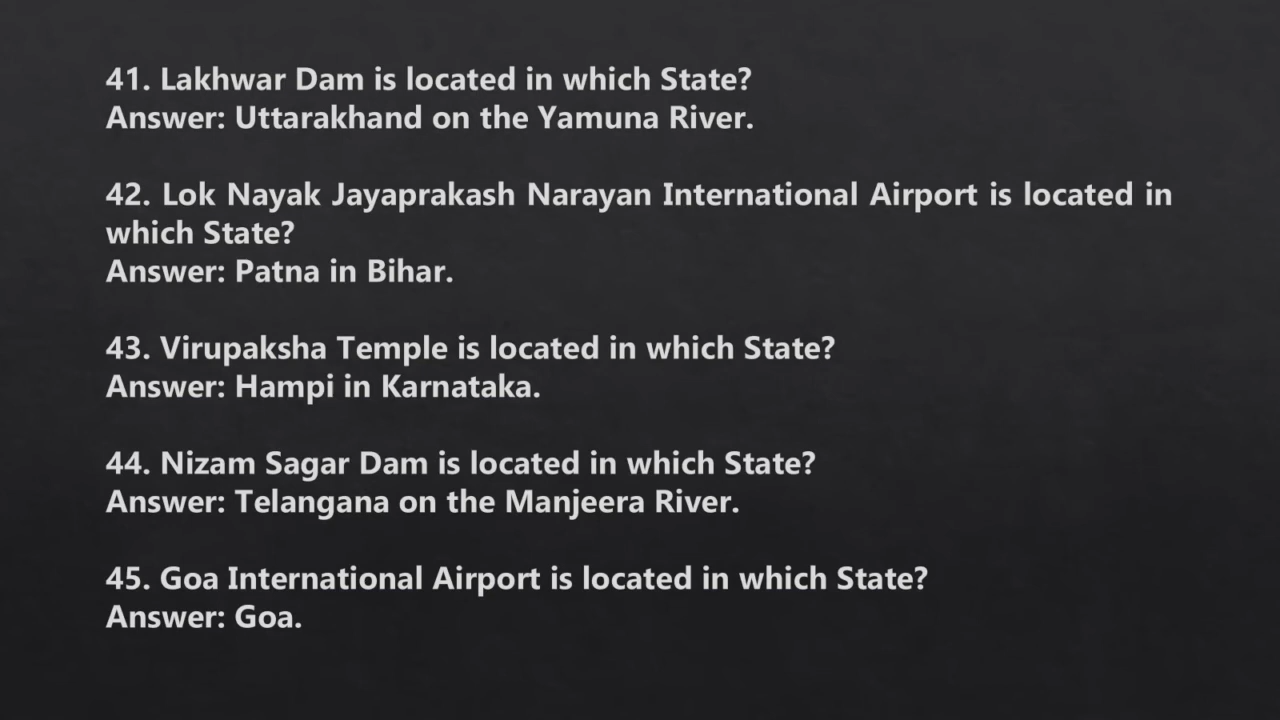 41. Lakhwar Dam is located in which State?
Answer: Uttarakhand on the Yamuna River.
42. Lok Nayak Jayaprakash Narayan International Airport is located in
which State?
Answer: Patna in Bihar.
43. Virupaksha Temple is located in which State?
Answer: Hampi in Karnataka.
44. Nizam Sagar Dam is located in which State?
Answer: Telangana on the Manjeera River.
45. Goa International Airport is located in which State?
Answer: Goa.